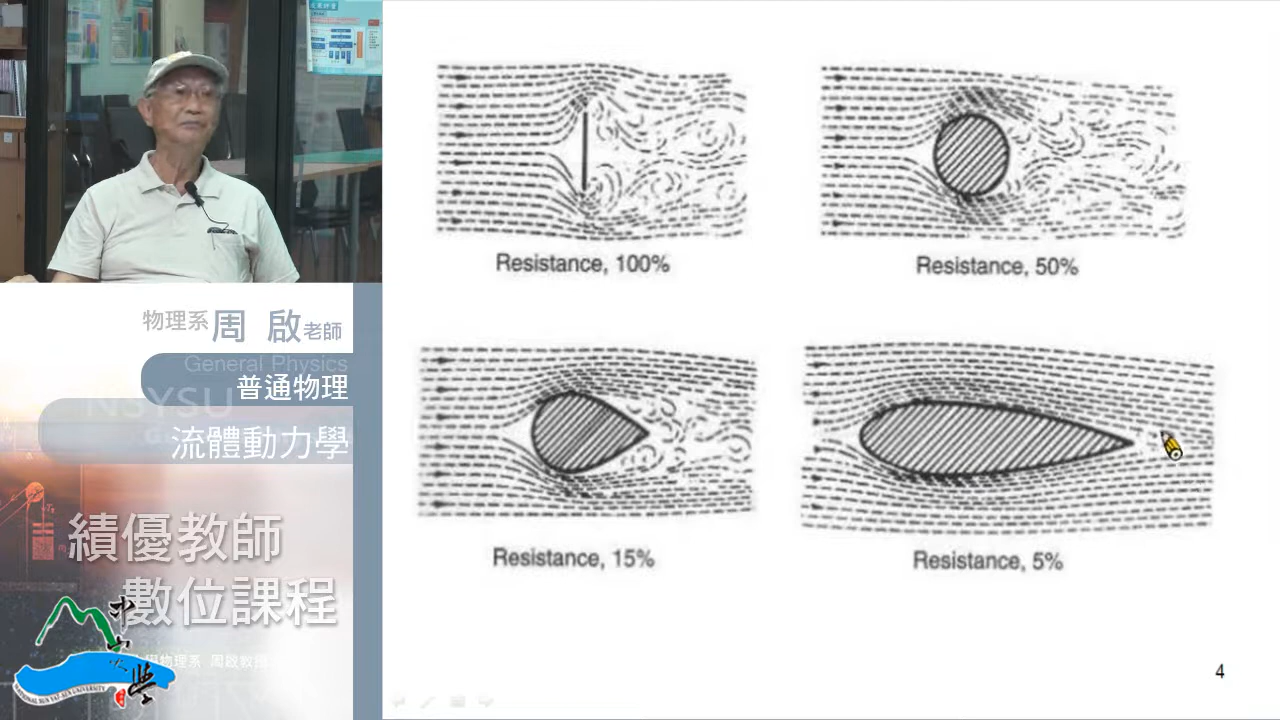 物理系 周 啟 老師
General Physics
普通物理
NSYSU
流體動力學
績優教師
數位課程
Resistance, 100%
Resistance, 50%
Resistance, 15%
Resistance, 5%
4